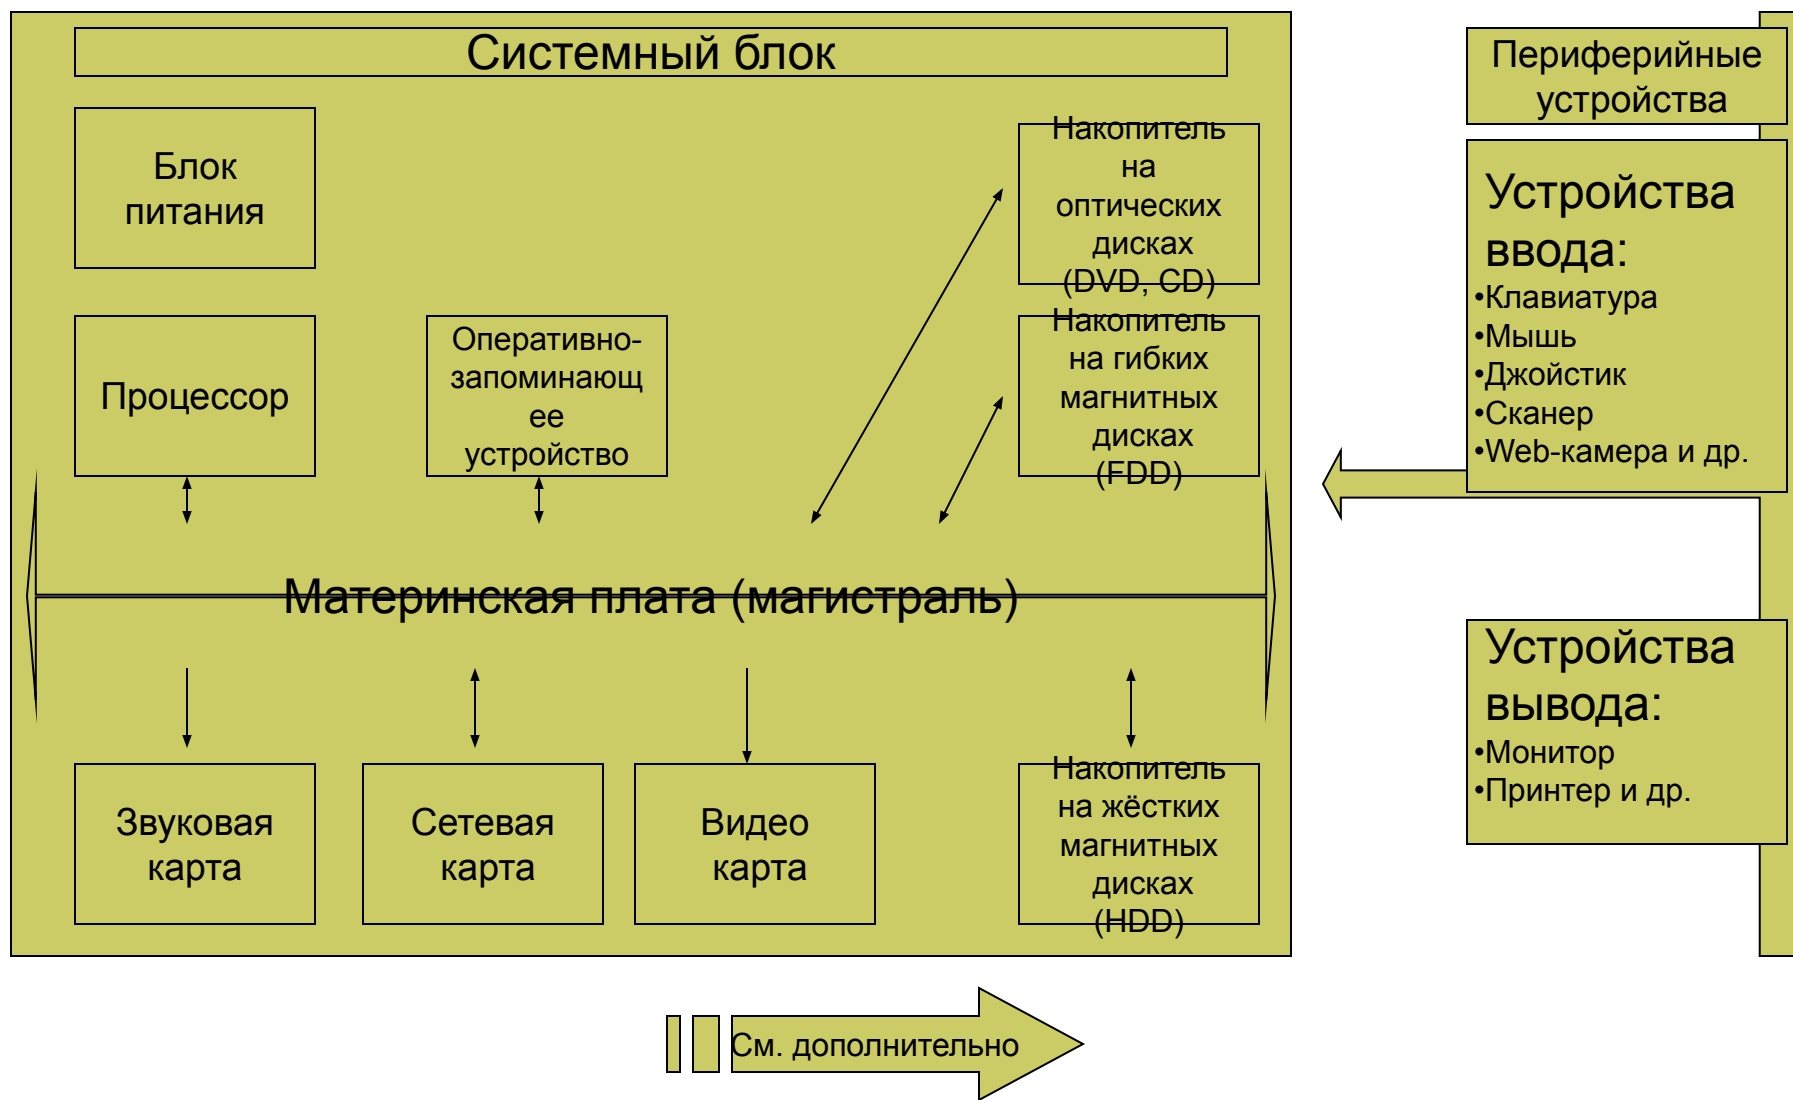 Системный блок
Блок
питания
Накопитель
на
оптических
дисках
(DVD, CD)
Процессор
Оперативно-
запоминающ
ее
устройство
Накопитель
на гибких
магнитных
дисках
(FDD)
Материнская плата (магистраль)
Звуковая
карта
Сетевая
карта
Видео
карта
Накопитель
на жёстких
магнитных
дисках
(HDD)
Периферийные
устройства
Устройства
ввода:
•Клавиатура
•Мышь
•Джойстик
•Сканер
•Web-камера и др.
Устройства
вывода:
•Монитор
•Принтер и др.
См. дополнительно